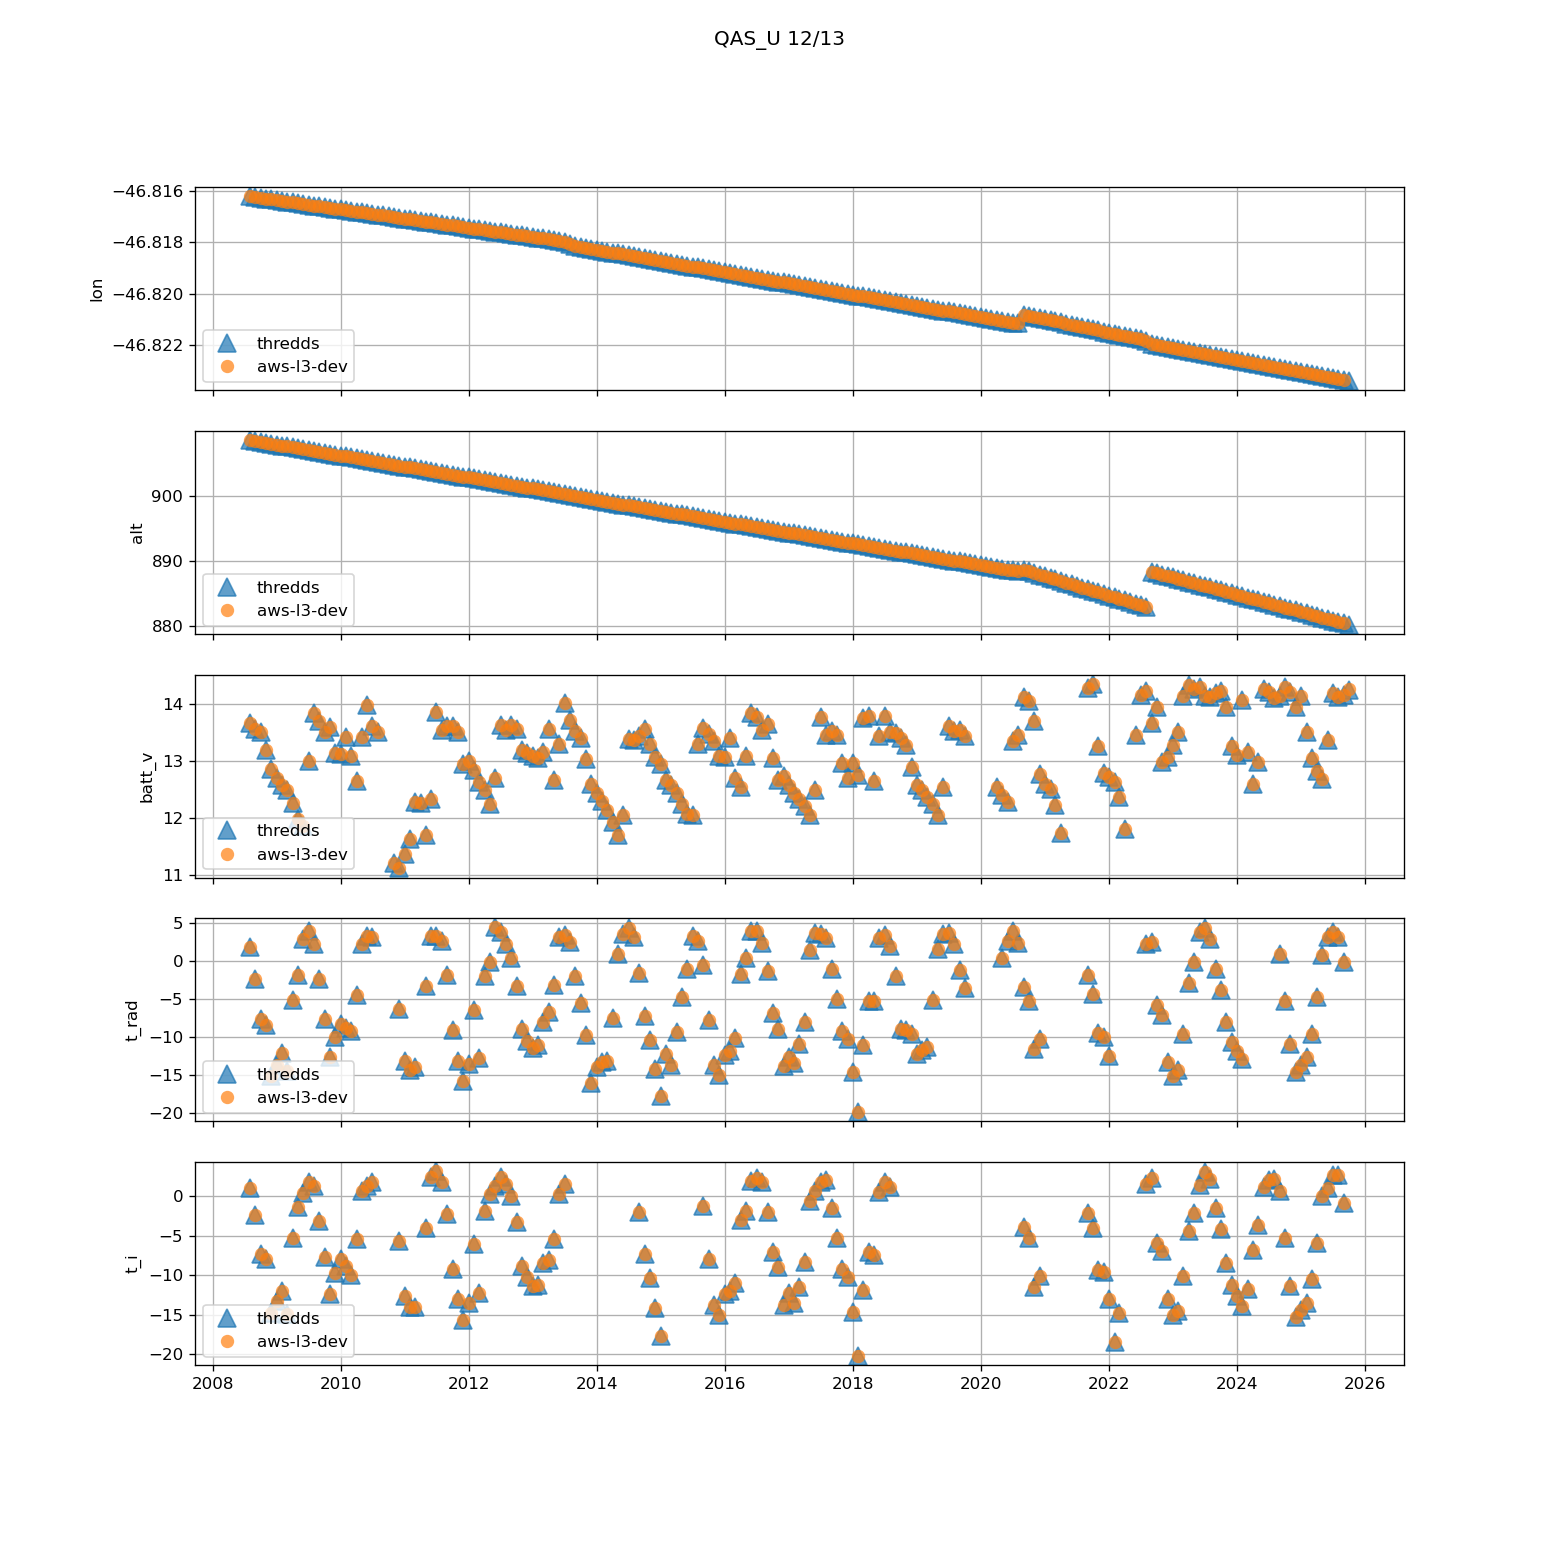 QAS_U 12/13
−46.816
−46.818
−46.820
−46.822
lon
thredds
aws-l3-dev
900
890
880
alt
thredds
aws-l3-dev
14
13
12
11
batt_v
thredds
aws-l3-dev
5
0
−5
−10
−15
−20
t_rad
thredds
aws-l3-dev
0
−5
−10
−15
−20
t_i
thredds
aws-l3-dev
2008 2010 2012 2014 2016 2018 2020 2022 2024 2026